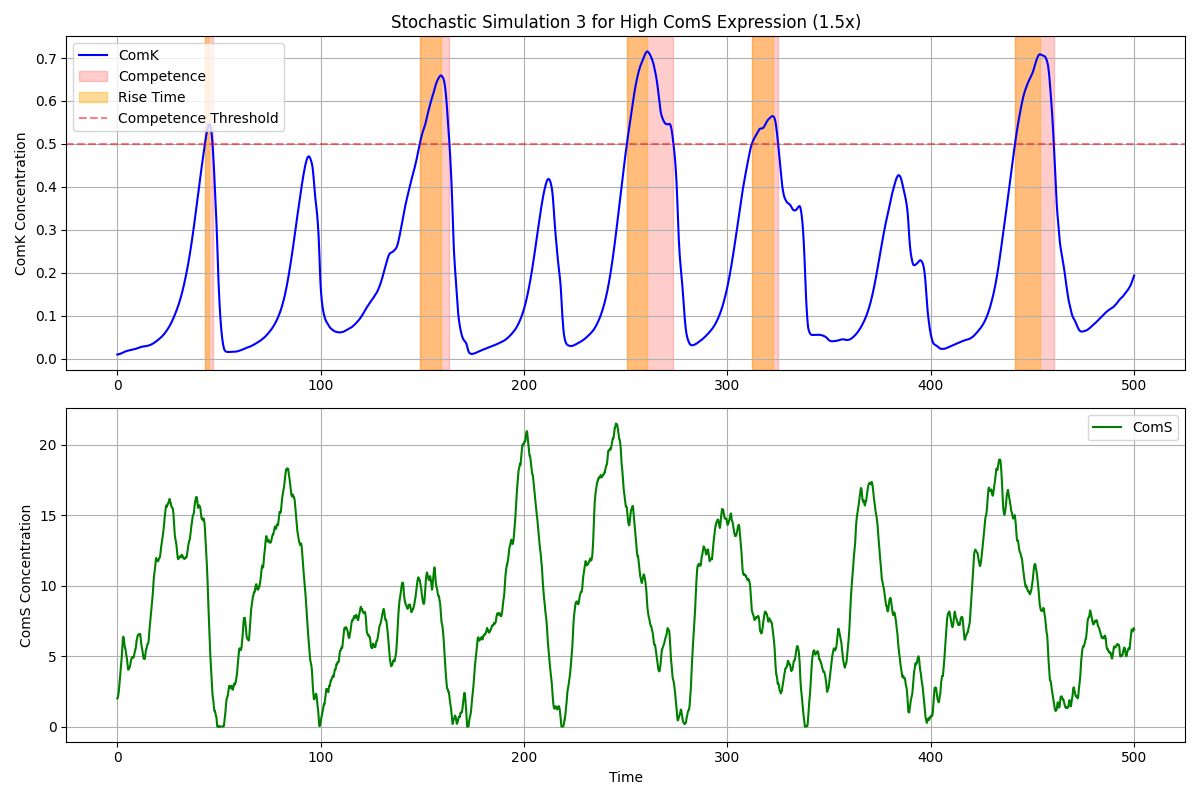 Stochastic Simulation 3 for High ComS Expression (1.5x)
ComK Concentration
0.7
0.6
0.5
0.4
0.3
0.2
0.1
0.0
ComK
Competence
Rise Time
Competence Threshold
0 100 200 300 400 500
ComS Concentration
20
15
10
5
0
ComS
0 100 200 300 400 500
Time